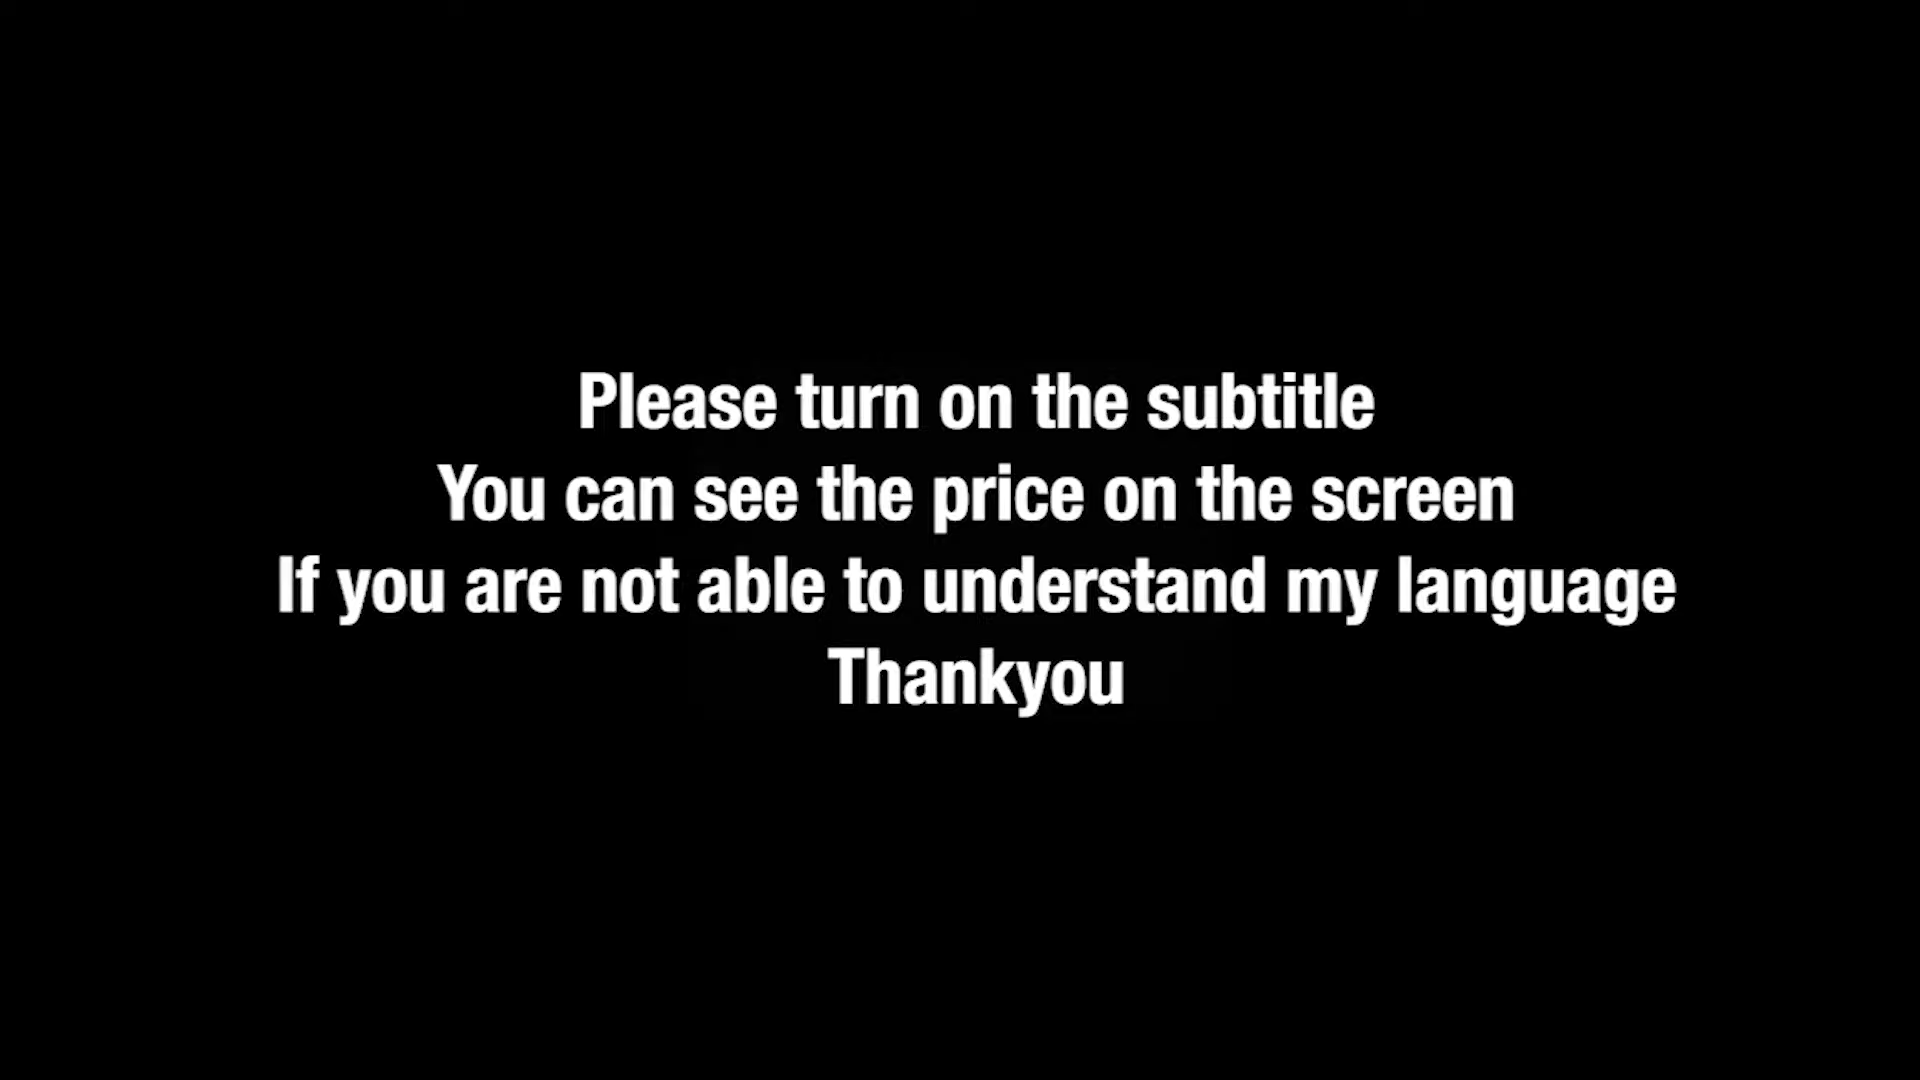 Please turn on the subtitle
You can see the price on the screen
If you are not able to understand my language
Thankyou